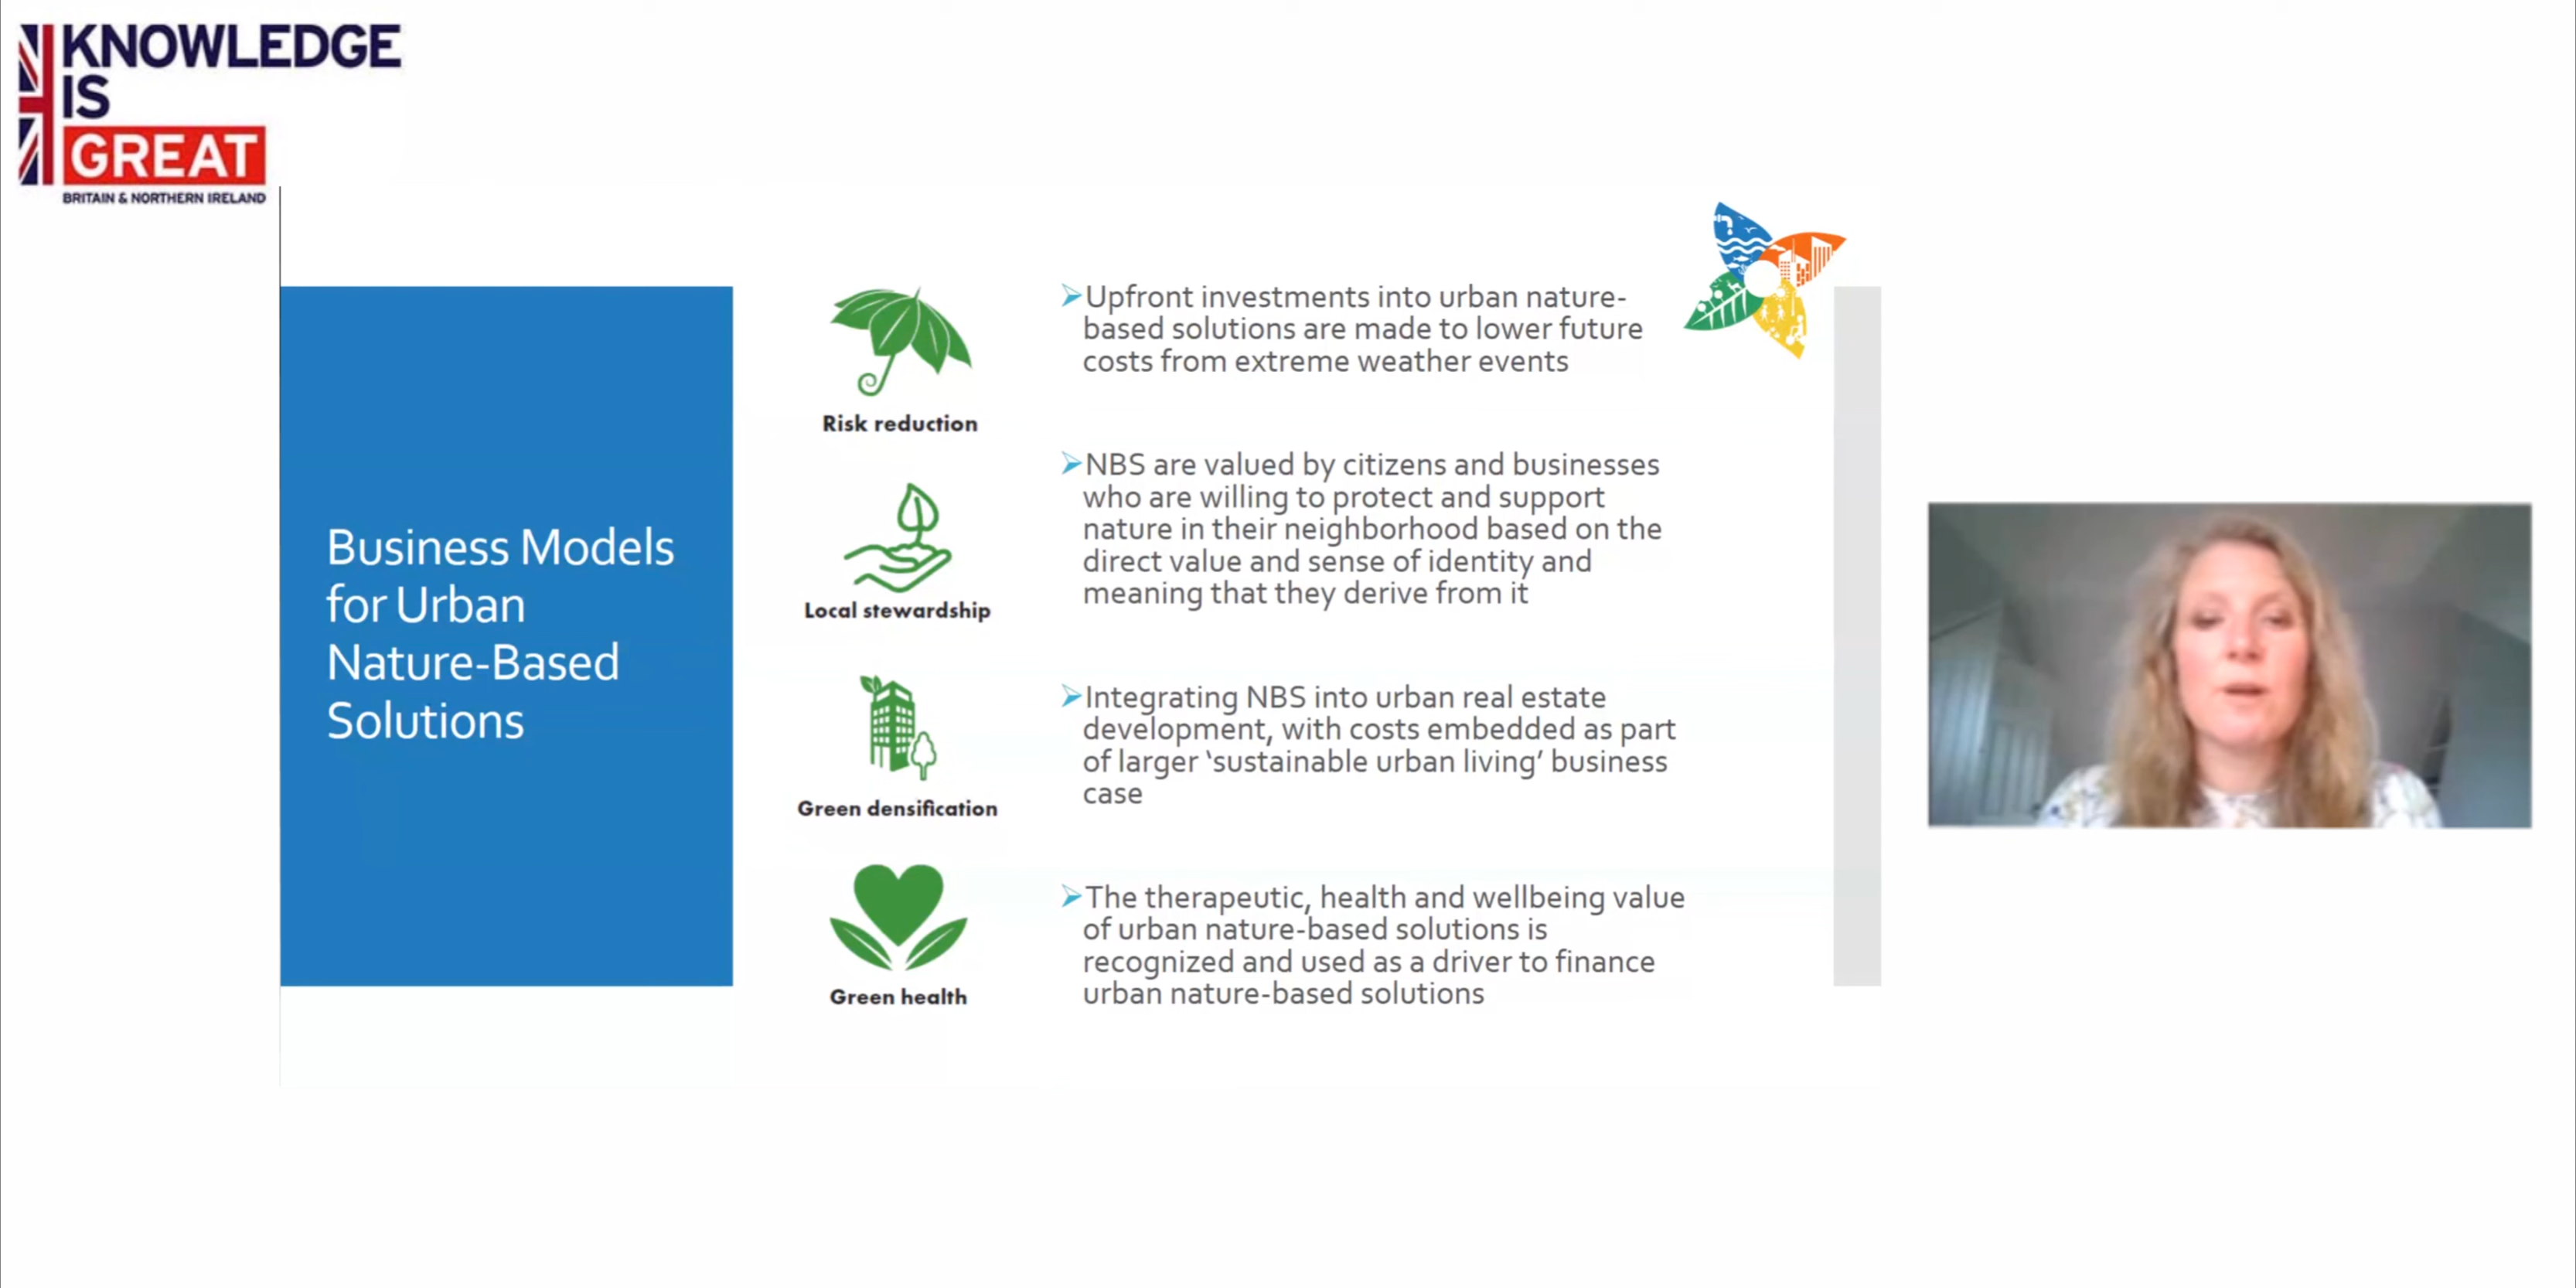 KNOWLEDGE
IS
GREAT
BRITAIN & NORTHERN IRELAND
Business Models
for Urban
Nature-Based
Solutions
Risk reduction
➢Upfront investments into urban nature-
based solutions are made to lower future
costs from extreme weather events
Local stewardship
➢NBS are valued by citizens and businesses
who are willing to protect and support
nature in their neighborhood based on the
direct value and sense of identity and
meaning that they derive from it
Green densification
➢Integrating NBS into urban real estate
development, with costs embedded as part
of larger ‘sustainable urban living’ business
case
Green health
➢The therapeutic, health and wellbeing value
of urban nature-based solutions is
recognized and used as a driver to finance
urban nature-based solutions